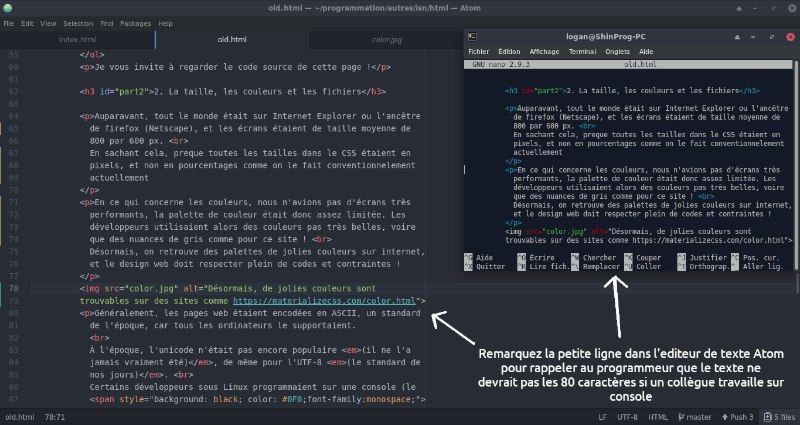 old.html — ~/programmation/autres/isn/html — Atom
File Edit View Selection Find Packages Help
index.html old.html color.jpg
59 </ol>
60 <p>Je vous invite à regarder le code source de cette page !</p>
61
62 <h3 id="part2">2. La taille, les couleurs et les fichiers</h3>
63
64 <p>Auparavant, tout le monde était sur Internet Explorer ou l'ancêtre
65 de firefox (Netscape), et les écrans étaient de taille moyenne de
66 800 par 600 px. <br>
67 En sachant cela, preque toutes les tailles dans le CSS étaient en
68 pixels, et non en pourcentages comme on le fait conventionnelement
69 actuellement
70 </p>
71 <p>En ce qui concerne les couleurs, nous n'avions pas d'écrans très
72 performants, la palette de couleur était donc assez limitée. Les
73 développeurs utilisaient alors des couleurs pas très belles, voire
74 que des nuances de gris comme pour ce site ! <br>
75 Désormais, on retrouve des palettes de jolies couleurs sur internet,
76 et le design web doit respecter plein de codes et contraintes !
77 </p>
78 <img src="color.jpg" alt="Désormais, de jolies couleurs sont
79 trouvables sur des sites comme https://materializecss.com/color.html">
80 <p>Généralement, les pages web étaient encodées en ASCII, un standard
81 de l'époque, car tous les ordinateurs le supportaient.
82 <br>
83 À l'époque, l'unicode n'était pas encore populaire <em>(il ne l'a
84 jamais vraiment été)</em>, de même pour l'UTF-8 <em>(le standard de
85 nos jours)</em>. <br>
86 Certains développeurs sous Linux programmaient sur une console (le
87 <span style="background: black; color: #0F0;font-family:monospace;">
old.html 78:71 LF UTF-8 HTML master Push 3 5 files
logan@ShinProg-PC
Fichier Édition Affichage Terminal Onglets Aide
GNU nano 2.9.3 old.html
<h3 id="part2">2. La taille, les couleurs et les fichiers</h3>
<p>Auparavant, tout le monde était sur Internet Explorer ou l'ancêtre
de firefox (Netscape), et les écrans étaient de taille moyenne de
800 par 600 px. <br>
En sachant cela, preque toutes les tailles dans le CSS étaient en
pixels, et non en pourcentages comme on le fait conventionnelement
actuellement
</p>
<p>En ce qui concerne les couleurs, nous n'avions pas d'écrans très
performants, la palette de couleur était donc assez limitée. Les
développeurs utilisaient alors des couleurs pas très belles, voire
que des nuances de gris comme pour ce site ! <br>
Désormais, on retrouve des palettes de jolies couleurs sur internet,
et le design web doit respecter plein de codes et contraintes !
</p>
<img src="color.jpg" alt="Désormais, de jolies couleurs sont
trouvables sur des sites comme https://materializecss.com/color.html">
^G Aide ^O Écrire ^W Chercher ^K Couper ^J Justifier ^C Pos. cur.
^X Quitter ^R Lire fich. ^\ Remplacer ^U Coller ^T Orthograp. ^_ Aller lig.
Remarquez la petite ligne dans l'editeur de texte Atom
pour rappeler au programmeur que le texte ne
devrait pas les 80 caractères si un collègue travaille sur
console